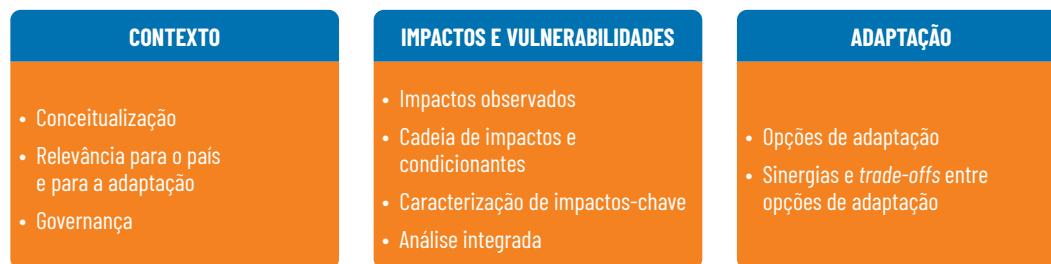 CONTEXTO
• Conceitualização
• Relevância para o país
e para a adaptação
• Governança
IMPACTOS E VULNERABILIDADES
• Impactos observados
• Cadeia de impactos e
condicionantes
• Caracterização de impactos-chave
• Análise integrada
ADAPTAÇÃO
• Opções de adaptação
• Sinergias e trade-offs entre
opções de adaptação